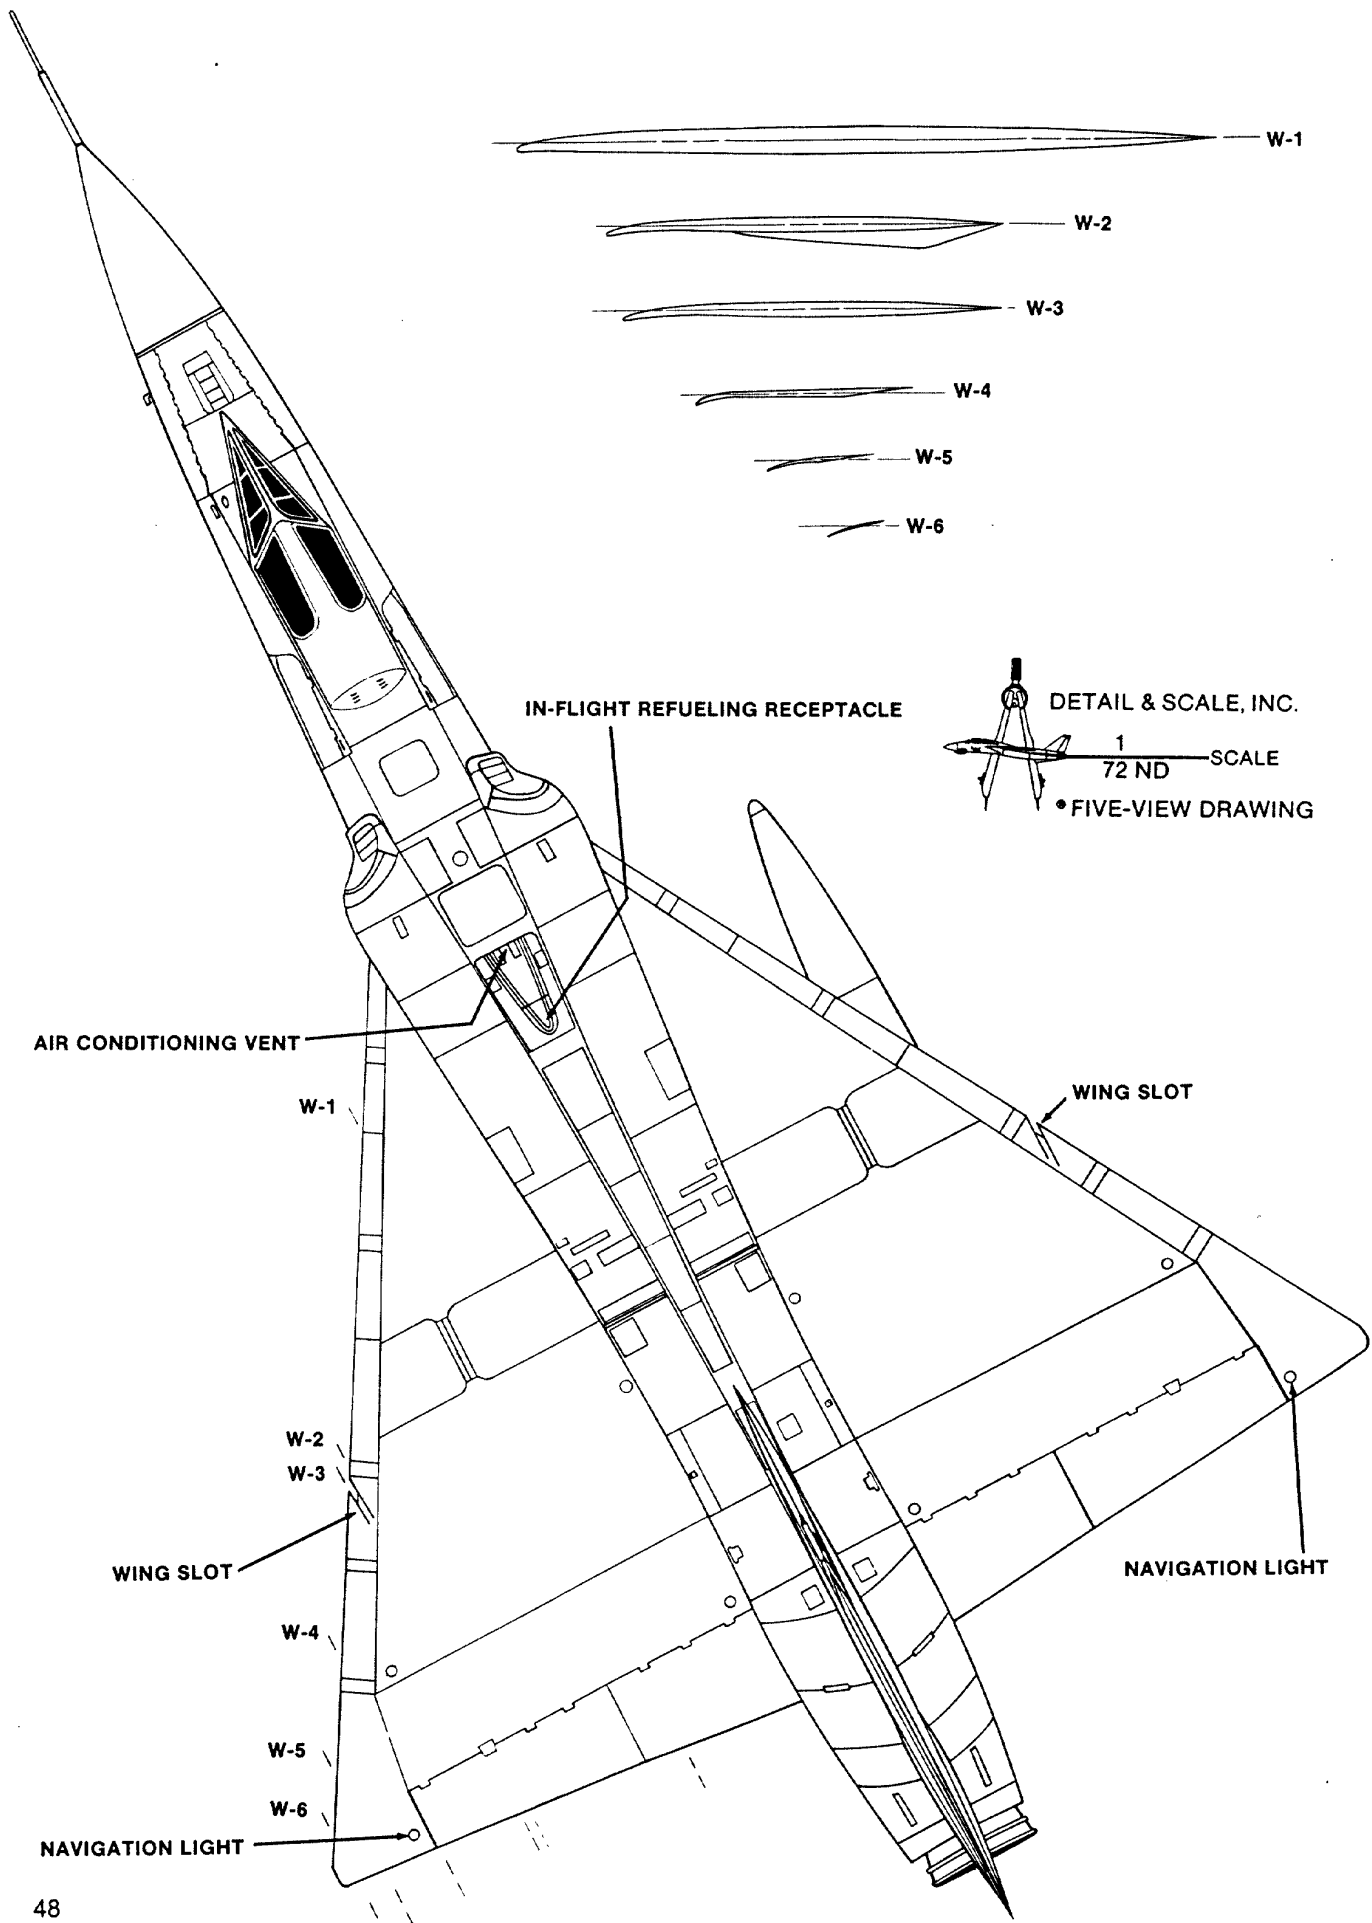 W-1
W-2
W-3
W-4
W-5
W-6
IN-FLIGHT REFUELING RECEPTACLE
DETAIL & SCALE, INC.
1
72 ND
SCALE
FIVE-VIEW DRAWING
AIR CONDITIONING VENT
WING SLOT
W-1
W-2
W-3
WING SLOT
NAVIGATION LIGHT
W-4
W-5
W-6
NAVIGATION LIGHT
48